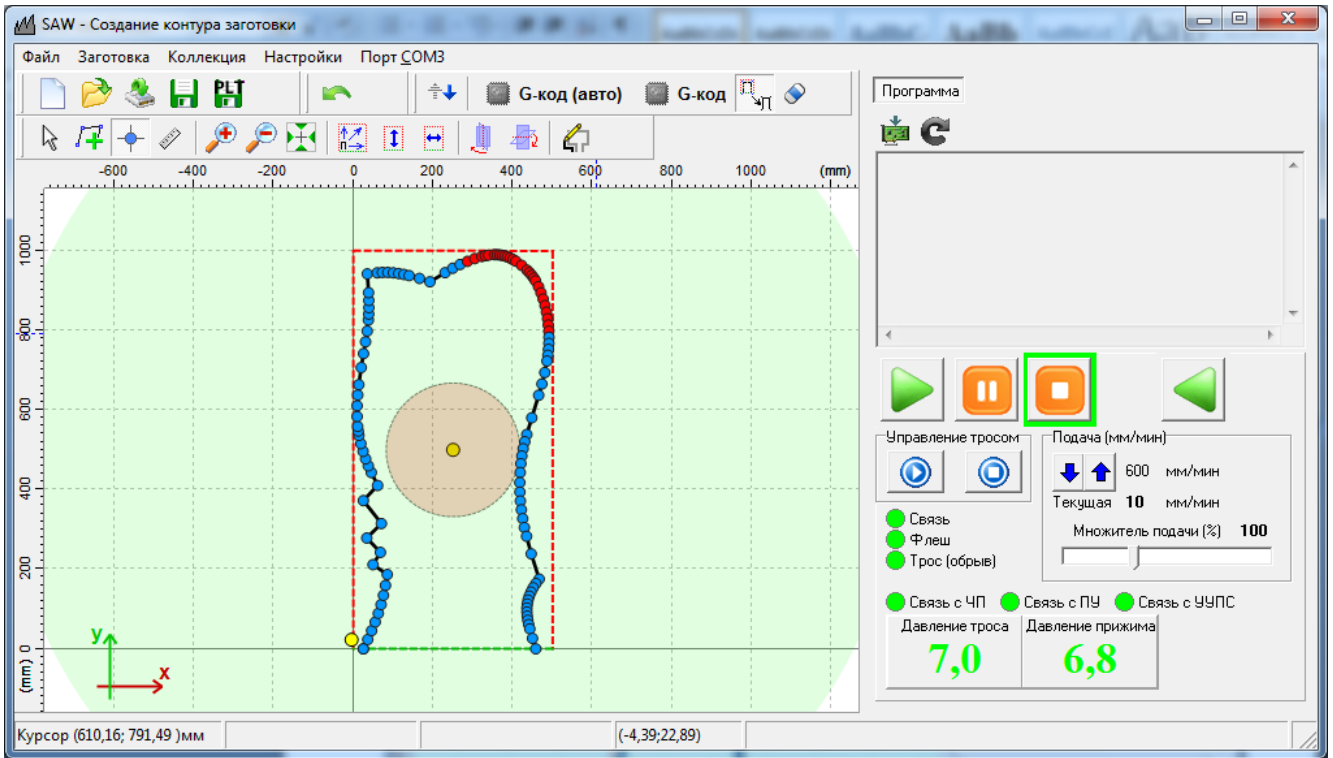 SAW - Создание контура заготовки
Файл Заготовка Коллекция Настройки Порт COM3
PLT G-код (авто) G-код
Программа
П
-600 -400 -200 0 200 400 600 800 1000 (mm)
1000
800
600
400
200
0
(mm)
y
x
Управление тросом
Подача (мм/мин)
600 мм/мин
Текущая 10 мм/мин
Множитель подачи (%) 100
Связь
Флеш
Трос (обрыв)
Связь с ЧП Связь с ПУ Связь с УУПС
Давление троса Давление прижима
7,0 6,8
Курсор (610,16; 791,49 )мм (-4,39;22,89)